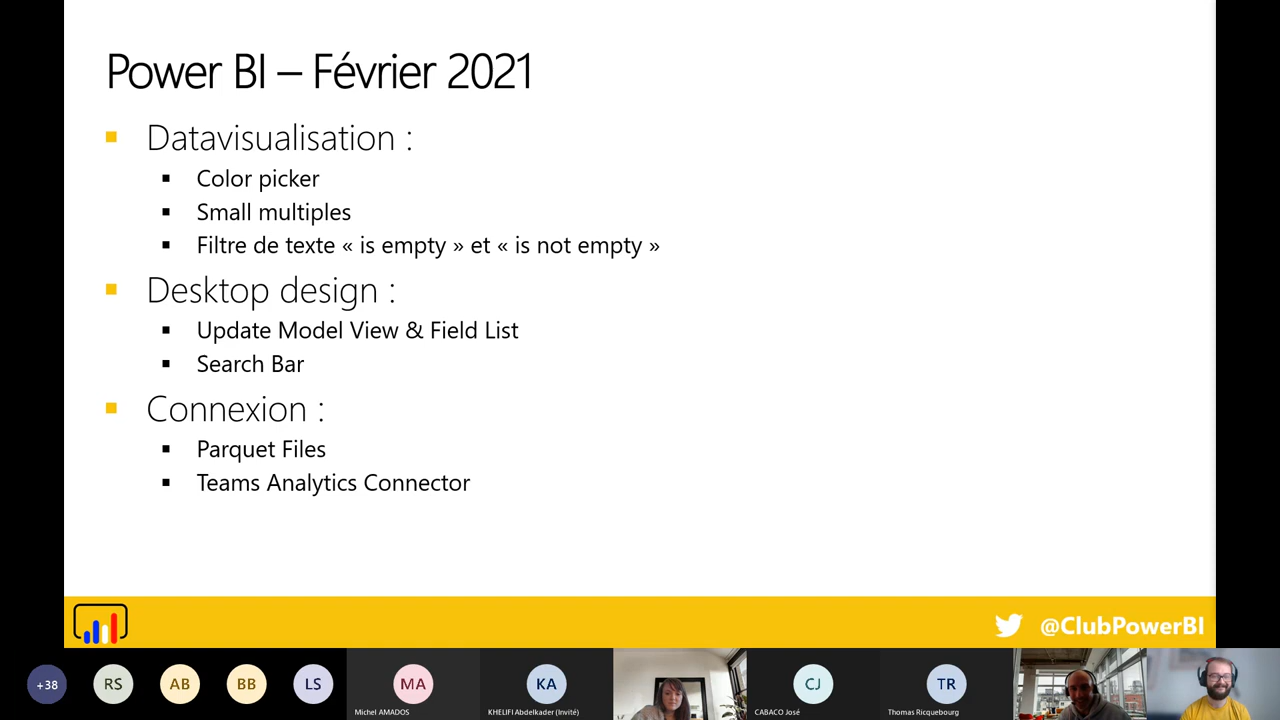 Power BI – Février 2021
Datavisualisation :
Color picker
Small multiples
Filtre de texte « is empty » et « is not empty »
Desktop design :
Update Model View & Field List
Search Bar
Connexion :
Parquet Files
Teams Analytics Connector
@ClubPowerBI
+38
RS
AB
BB
LS
MA
KA
CJ
TR
Michel AMADOS
KHELIFI Abdelkader (Invité)
CABACO José
Thomas Ricquebourg